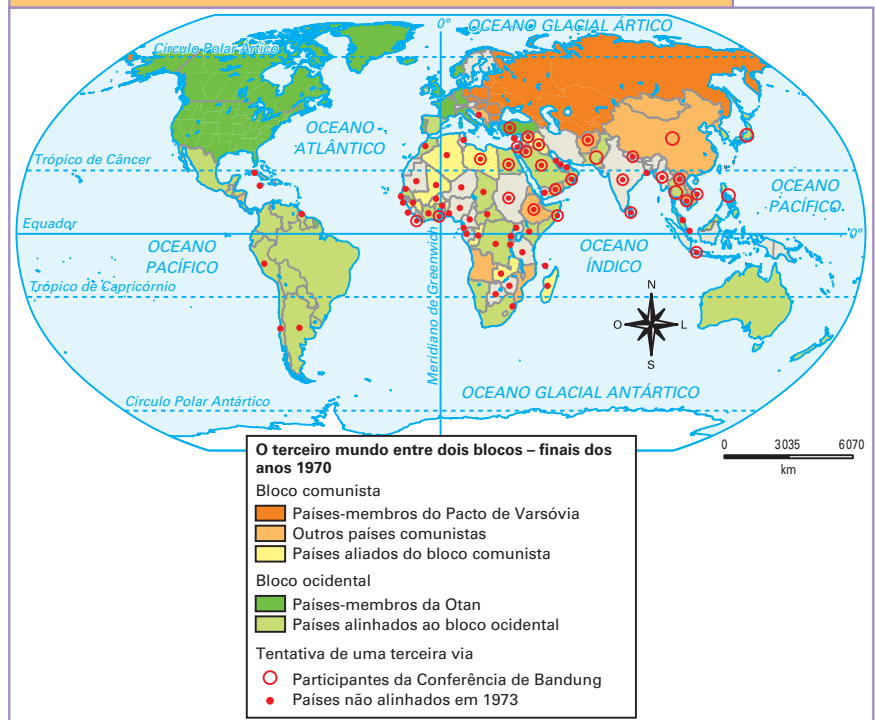 0°
OCEANO GLACIAL ÁRTICO
Círculo Polar Ártico
OCEANO
ATLÂNTICO
Trópico de Câncer
OCEANO
PACÍFICO
Equador
0°
OCEANO
PACÍFICO
OCEANO
ÍNDICO
Meridiano de Greenwich
Trópico de Capricórnio
N
O
L
S
OCEANO GLACIAL ANTÁRTICO
Círculo Polar Antártico
0 3 035 6 070
km
O terceiro mundo entre dois blocos – finais dos
anos 1970
Bloco comunista
Países-membros do Pacto de Varsóvia
Outros países comunistas
Países aliados do bloco comunista
Bloco ocidental
Países-membros da Otan
Países alinhados ao bloco ocidental
Tentativa de uma terceira via
Participantes da Conferência de Bandung
Países não alinhados em 1973